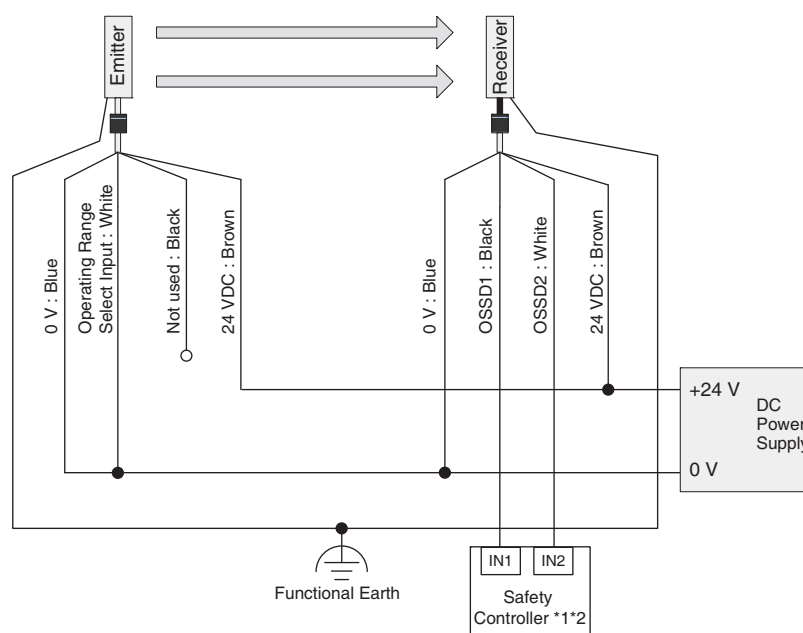 Emitter
Receiver
0 V : Blue
Operating Range
Select Input : White
Not used : Black
24 VDC : Brown
0 V : Blue
OSSD1 : Black
OSSD2 : White
24 VDC : Brown
+24 V
DC
Power
Supply
0 V
IN1
IN2
Functional Earth
Safety
Controller *1*2